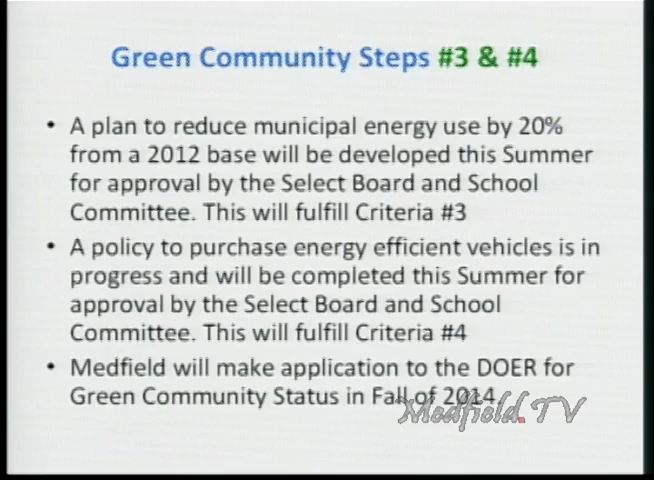 Green Community Steps #3 & #4
• A plan to reduce municipal energy use by 20%
from a 2012 base will be developed this Summer
for approval by the Select Board and School
Committee. This will fulfill Criteria #3
• A policy to purchase energy efficient vehicles is in
progress and will be completed this Summer for
approval by the Select Board and School
Committee. This will fulfill Criteria #4
• Medfield will make application to the DOER for
Green Community Status in Fall of 2014.
Medfield.TV